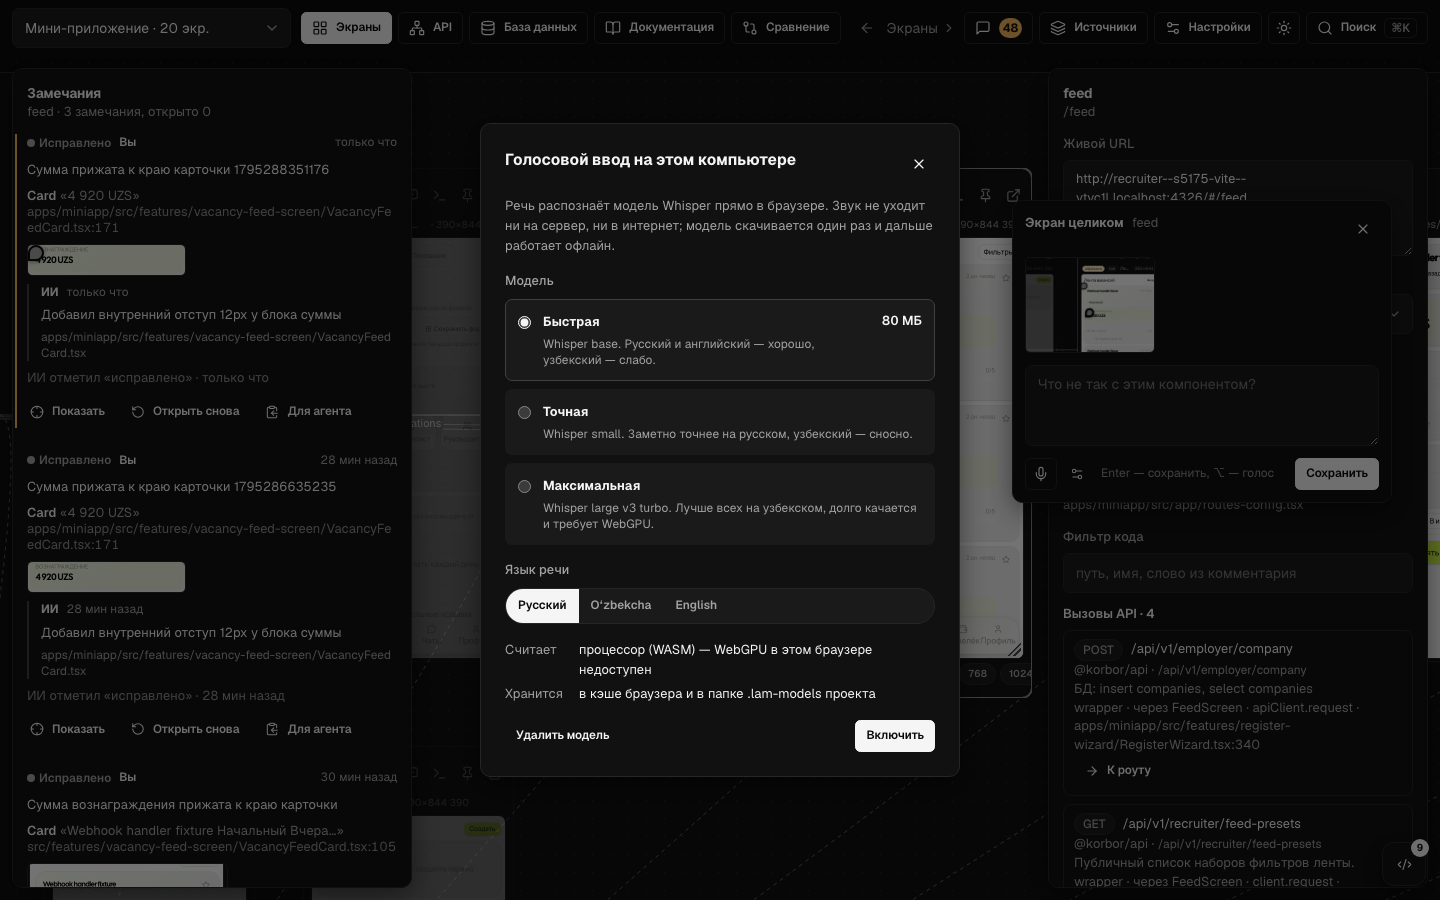 Мини-приложение · 20 экр.
Экраны
API
База данных
Документация
Сравнение
Экраны
48
Источники
Настройки
Поиск
⌘K
Замечания
feed · 3 замечания, открыто 0
Исправлено Вы
только что
Сумма прижата к краю карточки 1795288351176
Card «4 920 UZS»
apps/miniapp/src/features/vacancy-feed-screen/VacancyFe
edCard.tsx:171
ИИ только что
Добавил внутренний отступ 12px у блока суммы
apps/miniapp/src/features/vacancy-feed-screen/VacancyFeed
Card.tsx
ИИ отметил «исправлено» · только что
Показать
Открыть снова
Для агента
Исправлено Вы
28 мин назад
Сумма прижата к краю карточки 1795286635235
Card «4 920 UZS»
apps/miniapp/src/features/vacancy-feed-screen/VacancyFe
edCard.tsx:171
ВОЗНАГРАЖДЕНИЕ
4 920 UZS
ИИ 28 мин назад
Добавил внутренний отступ 12px у блока суммы
apps/miniapp/src/features/vacancy-feed-screen/VacancyFeed
Card.tsx
ИИ отметил «исправлено» · 28 мин назад
Показать
Открыть снова
Для агента
Исправлено Вы
30 мин назад
Сумма вознаграждения прижата к краю карточки
Card «Webhook handler fixture Начальный Вчера...»
src/features/vacancy-feed-screen/VacancyFeedCard.tsx:105
Webhook handler fixture
Голосовой ввод на этом компьютере
Речь распознаёт модель Whisper прямо в браузере. Звук не уходит
ни на сервер, ни в интернет; модель скачивается один раз и дальше
работает офлайн.
Модель
Быстрая
80 МБ
Whisper base. Русский и английский — хорошо,
узбекский — слабо.
Точная
Whisper small. Заметно точнее на русском, узбекский — сносно.
Максимальная
Whisper large v3 turbo. Лучше всех на узбекском, долго качается
и требует WebGPU.
Язык речи
Русский
Oʻzbekcha
English
Считает
процессор (WASM) — WebGPU в этом браузере
недоступен
Хранится
в кэше браузера и в папке .lam-models проекта
Удалить модель
Включить
feed
/feed
Живой URL
http://recruiter--s5175-vite--
vtyc1l.localhost:4326/#/feed
Экран целиком feed
Что не так с этим компонентом?
Enter — сохранить, ⌥ — голос
Сохранить
apps/miniapp/src/app/routes-config.tsx
Фильтр кода
путь, имя, слово из комментария
Вызовы API · 4
POST /api/v1/employer/company
@korbor/api · /api/v1/employer/company
БД: insert companies, select companies
wrapper · через FeedScreen · apiClient.request ·
apps/miniapp/src/features/register-
wizard/RegisterWizard.tsx:340
К роуту
GET /api/v1/recruiter/feed-presets
@korbor/api · /api/v1/recruiter/feed-presets
Публичный список наборов фильтров ленты.
wrapper · через FeedScreen · client.request ·
9
768
1024